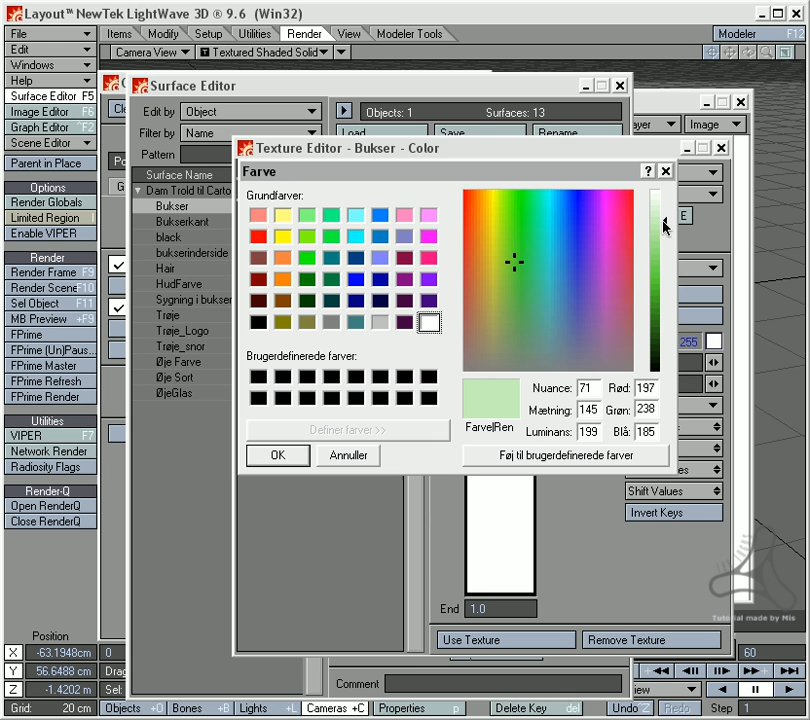 Layout™ NewTek LightWave 3D ® 9.6 (Win32)
File
Edit
Windows
Help
Items Modify Setup Utilities Render View Modeler Tools
Modeler F12
Camera View Textured Shaded Solid
Surface Editor F5
Image Editor F6
Graph Editor ^F2
Scene Editor
Parent in Place
Options
Render Globals
Limited Region l
Enable VIPER
Render
Render Frame F9
Render Scene F10
Sel Object F11
MB Preview +F9
FPrime
FPrime (Un)Paus...
FPrime Master
FPrime Refresh
FPrime Render
Utilities
VIPER F7
Network Render
Radiosity Flags
Render-Q
Open RenderQ
Close RenderQ
Surface Editor
Edit by Object
Filter by Name
Pattern
Objects: 1 Surfaces: 13
Load Save Rename
Surface Name
Dam Trold til Carto
Bukser
Bukserkant
black
bukserinderside
Hair
HudFarve
Sygning i bukser
Trøje
Trøje_Logo
Trøje_snor
Øje Farve
Øje Sort
ØjeGlas
ayer Image
Texture Editor - Bukser - Color
Farve
Grundfarver:
Brugerdefinerede farver:
Definer farver >>
OK Annuller
Farve|Ren
Nuance: 71 Rød: 197
Mætning: 145 Grøn: 238
Luminans: 199 Blå: 185
Føj til brugerdefinerede farver
E
255
es
Shift Values
Invert Keys
End 1.0
Use Texture Remove Texture
Tutorial made by Mis
Comment
Position
X -63.1948cm 0
Y 56.6488 cm Drag
Z -1.4202 m Sel:
Grid: 20 cm
60
iew
Objects +O Bones +B Lights +L Cameras +C Properties p Delete Key del Undo ^Z Step 1